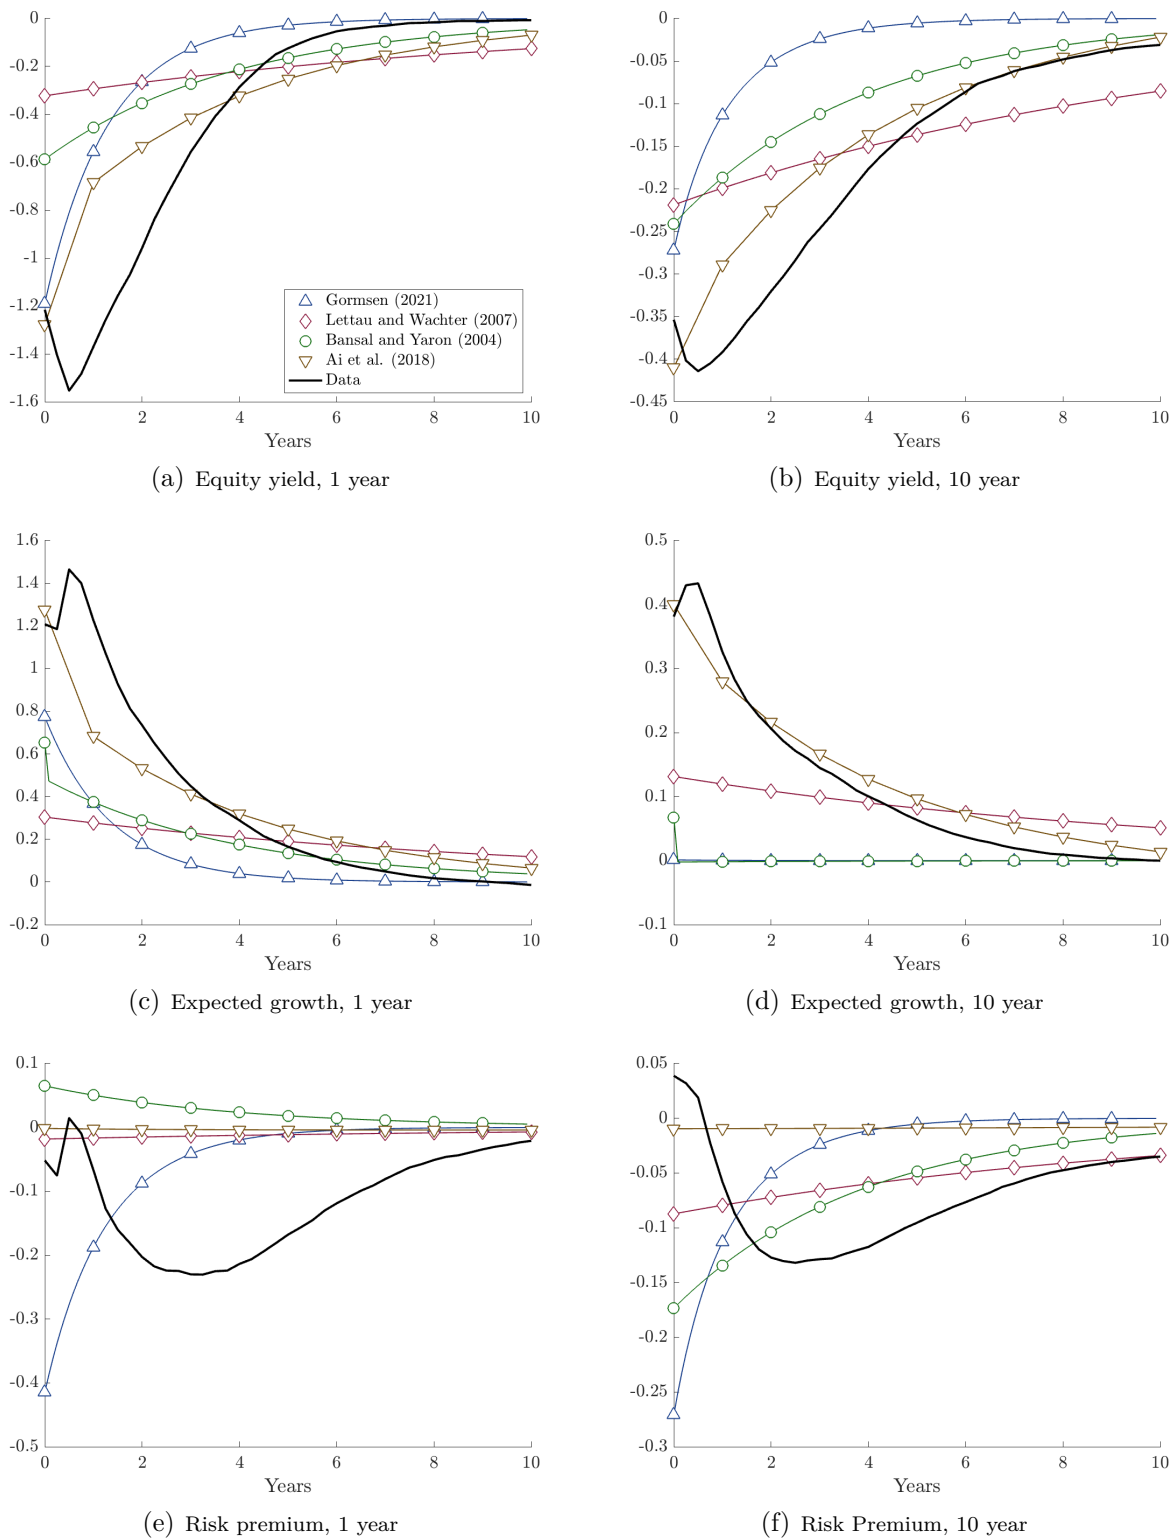 0
-0.2
-0.4
-0.6
-0.8
-1
-1.2
-1.4
-1.6
0 2 4 6 8 10
Years
Gormsen (2021)
Lettau and Wachter (2007)
Bansal and Yaron (2004)
Ai et al. (2018)
Data
(a) Equity yield, 1 year
0
-0.05
-0.1
-0.15
-0.2
-0.25
-0.3
-0.35
-0.4
-0.45
0 2 4 6 8 10
Years
(b) Equity yield, 10 year
1.6
1.4
1.2
1
0.8
0.6
0.4
0.2
0
-0.2
0 2 4 6 8 10
Years
(c) Expected growth, 1 year
0.5
0.4
0.3
0.2
0.1
0
-0.1
0 2 4 6 8 10
Years
(d) Expected growth, 10 year
0.1
0
-0.1
-0.2
-0.3
-0.4
-0.5
0 2 4 6 8 10
Years
(e) Risk premium, 1 year
0.05
0
-0.05
-0.1
-0.15
-0.2
-0.25
-0.3
0 2 4 6 8 10
Years
(f) Risk Premium, 10 year